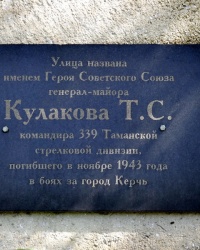 Улица названа
именем Героя Советского Союза
генерал-майора
Кулакова Т.С.
командира 339 Таманской
стрелковой дивизии,
погибшего в ноябре 1943 года
в боях за город Керчь